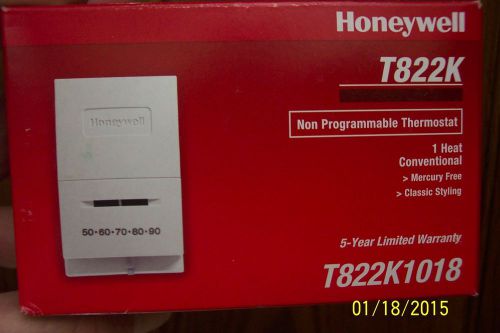 Honeywell
T822K
Honeywell
Non Programmable Thermostat
1 Heat
Conventional
> Mercury Free
> Classic Styling
50•60•70•80•90
5-Year Limited Warranty
T822K1018
01/18/2015